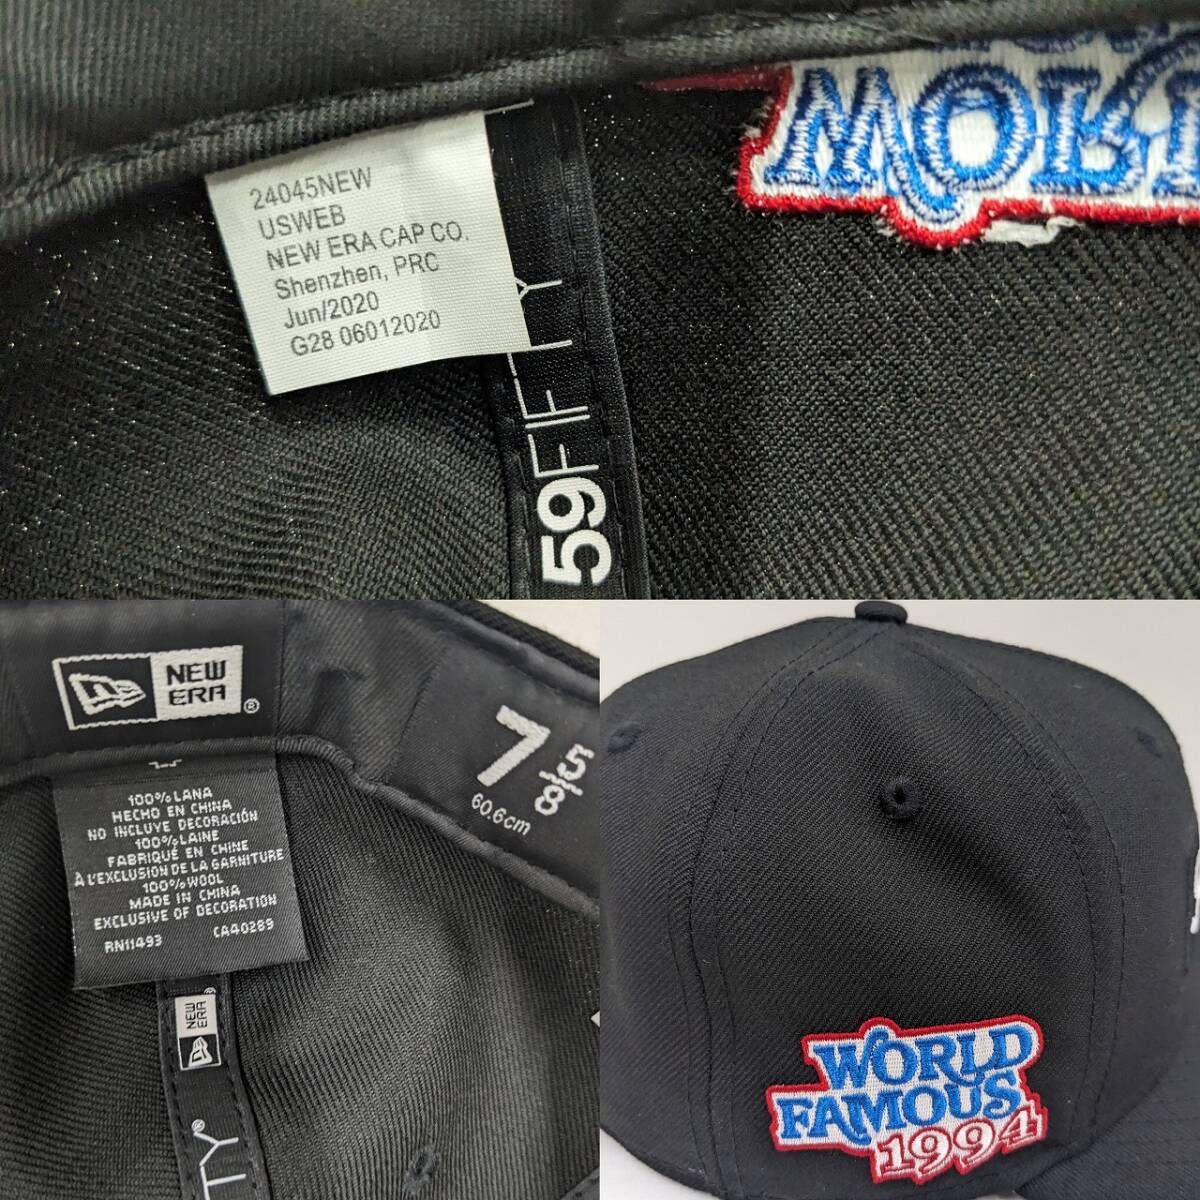 24045NEW
USWEB
NEW ERA CAP CO.
Shenzhen, PRC
Jun/2020
G28 06012020
59FIFTY
WORL
NEW
ERA®
7 5/8
60.6cm
100% LANA
HECHO EN CHINA
NO INCLUYE DECORACIÓN
100% LAINE
FABRIQUÉ EN CHINE
À L'EXCLUSION DE LA GARNITURE
100% WOOL
MADE IN CHINA
EXCLUSIVE OF DECORATION
RN11493 CA40289
NEW
ERA®
TY®
WORLD
FAMOUS
1994